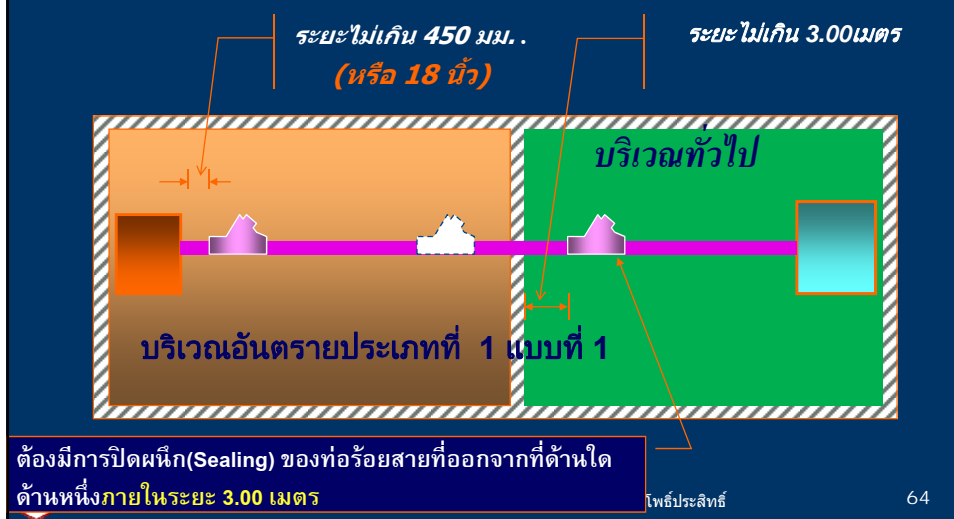 ระยะไม่เกิน 450 มม. .
(หรือ 18 นิ้ว)
ระยะไม่เกิน 3.00เมตร
บริเวณทั่วไป
บริเวณอันตรายประเภทที่ 1 แบบที่ 1
ต้องมีการปิดผนึก(Sealing) ของท่อร้อยสายที่ออกจากที่ด้านใด
ด้านหนึ่งภายในระยะ 3.00 เมตร
โพธิ์ประสิทธิ์
64